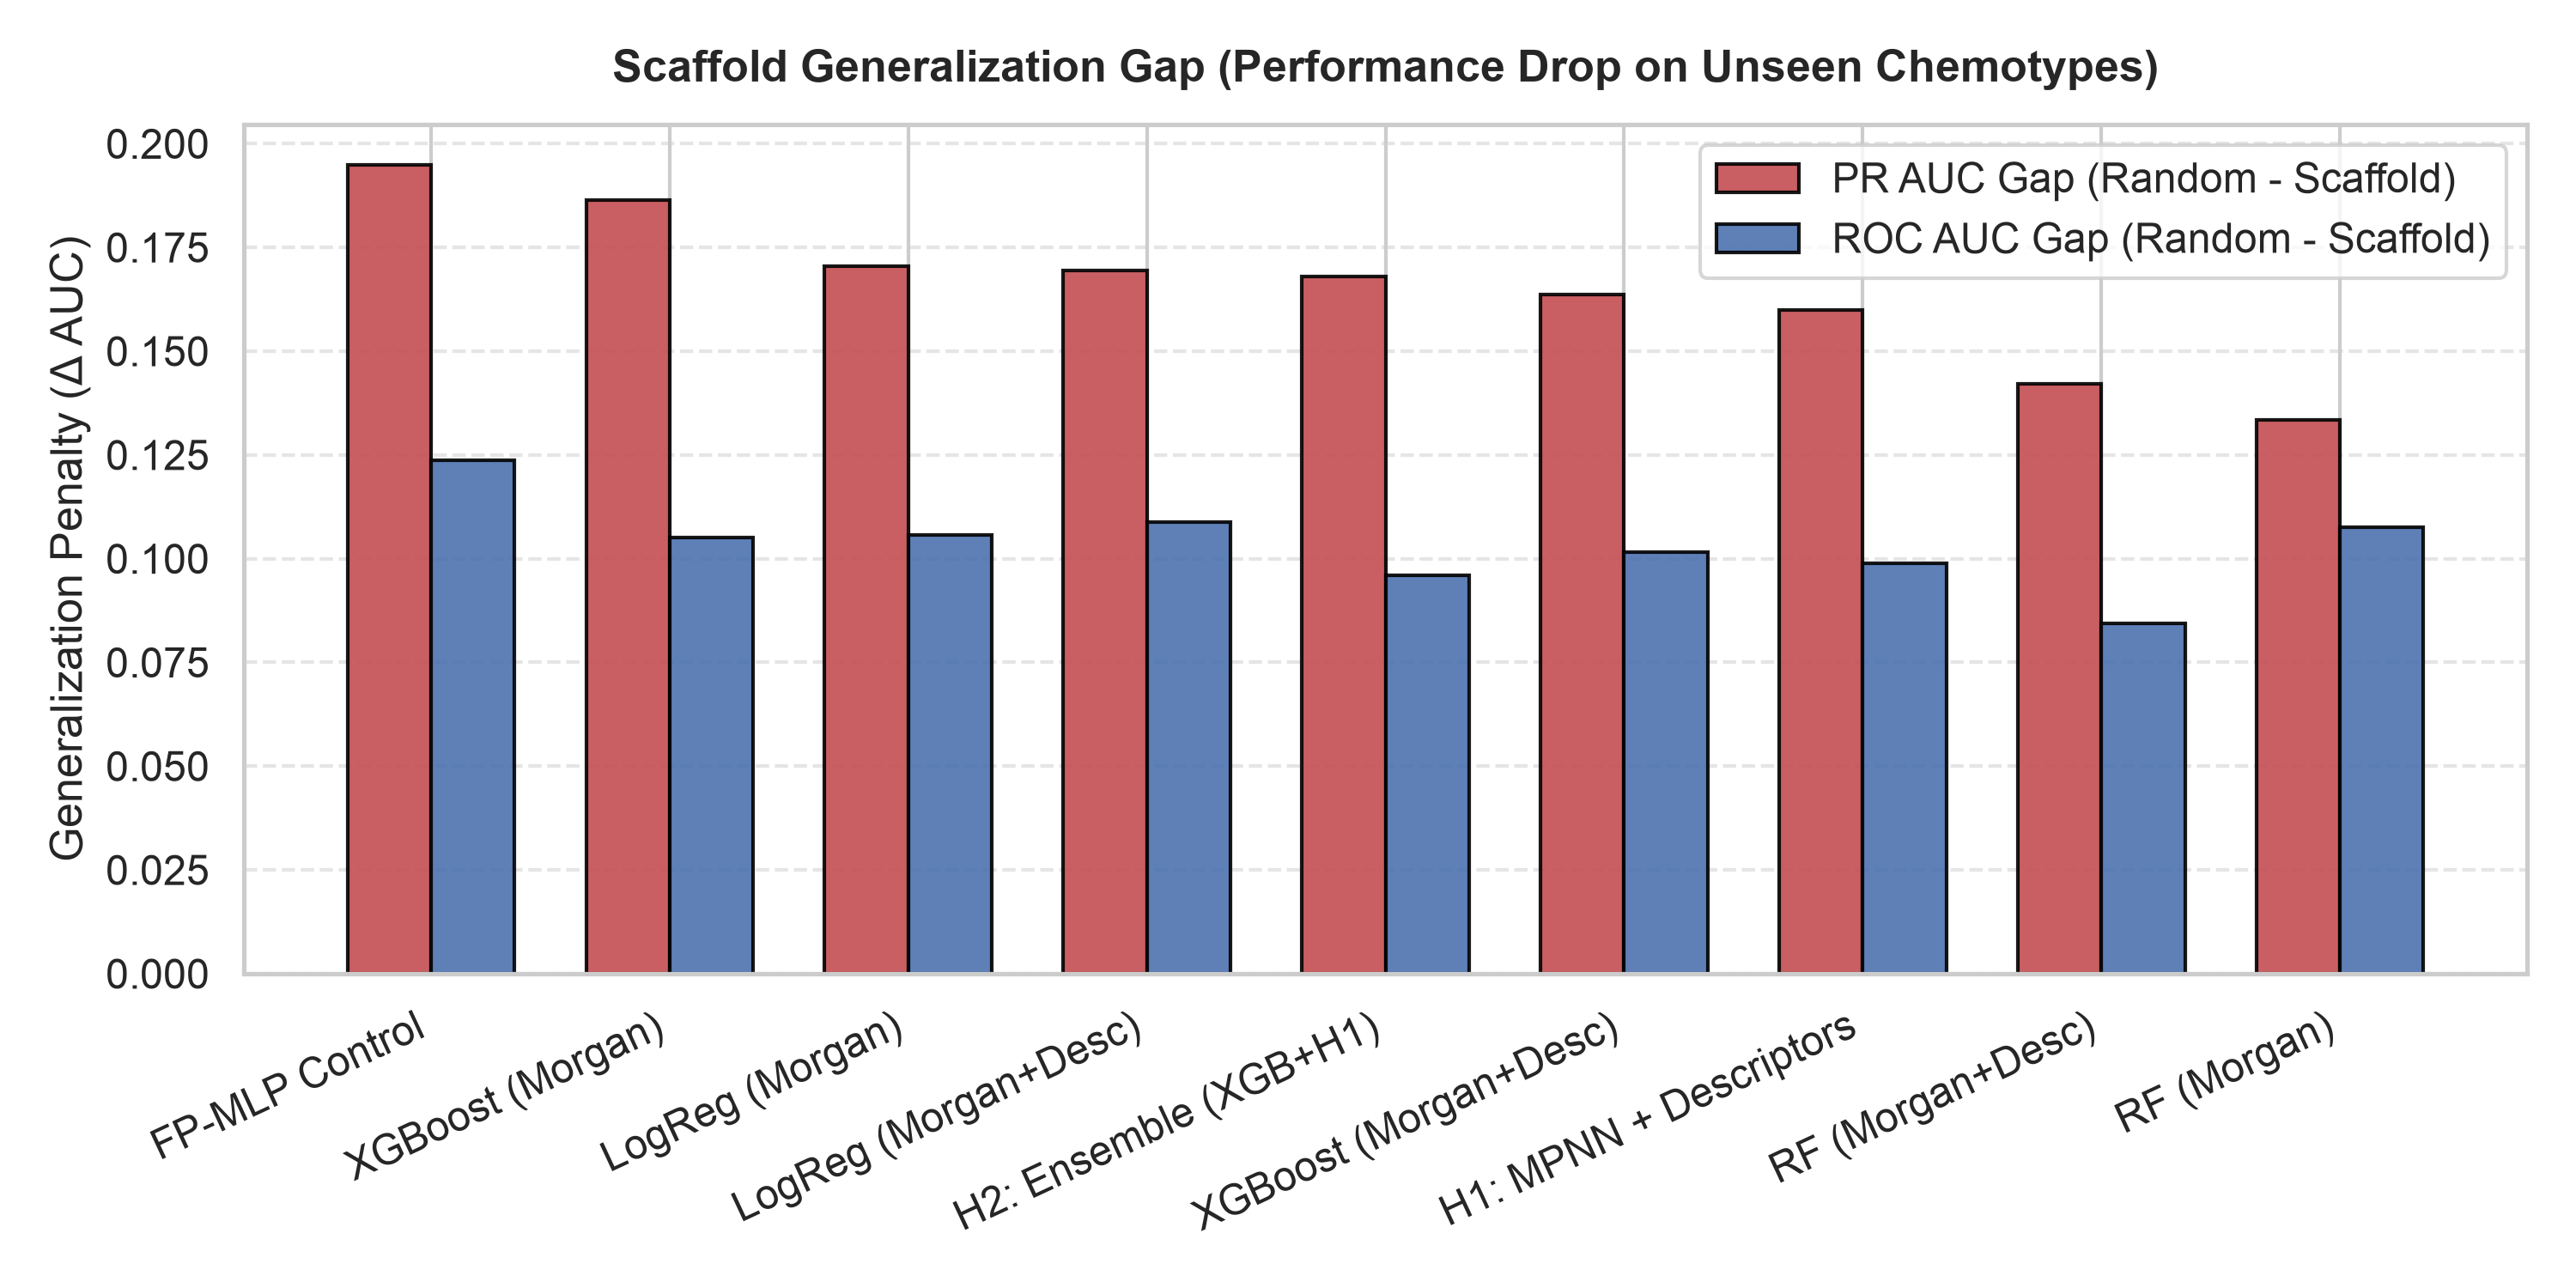 Scaffold Generalization Gap (Performance Drop on Unseen Chemotypes)
PR AUC Gap (Random - Scaffold)
ROC AUC Gap (Random - Scaffold)
Generalization Penalty (Δ AUC)
0.200
0.175
0.150
0.125
0.100
0.075
0.050
0.025
0.000
FP-MLP Control
XGBoost (Morgan)
LogReg (Morgan)
LogReg (Morgan+Desc)
H2: Ensemble (XGB+H1)
XGBoost (Morgan+Desc)
H1: MPNN + Descriptors
RF (Morgan+Desc)
RF (Morgan)